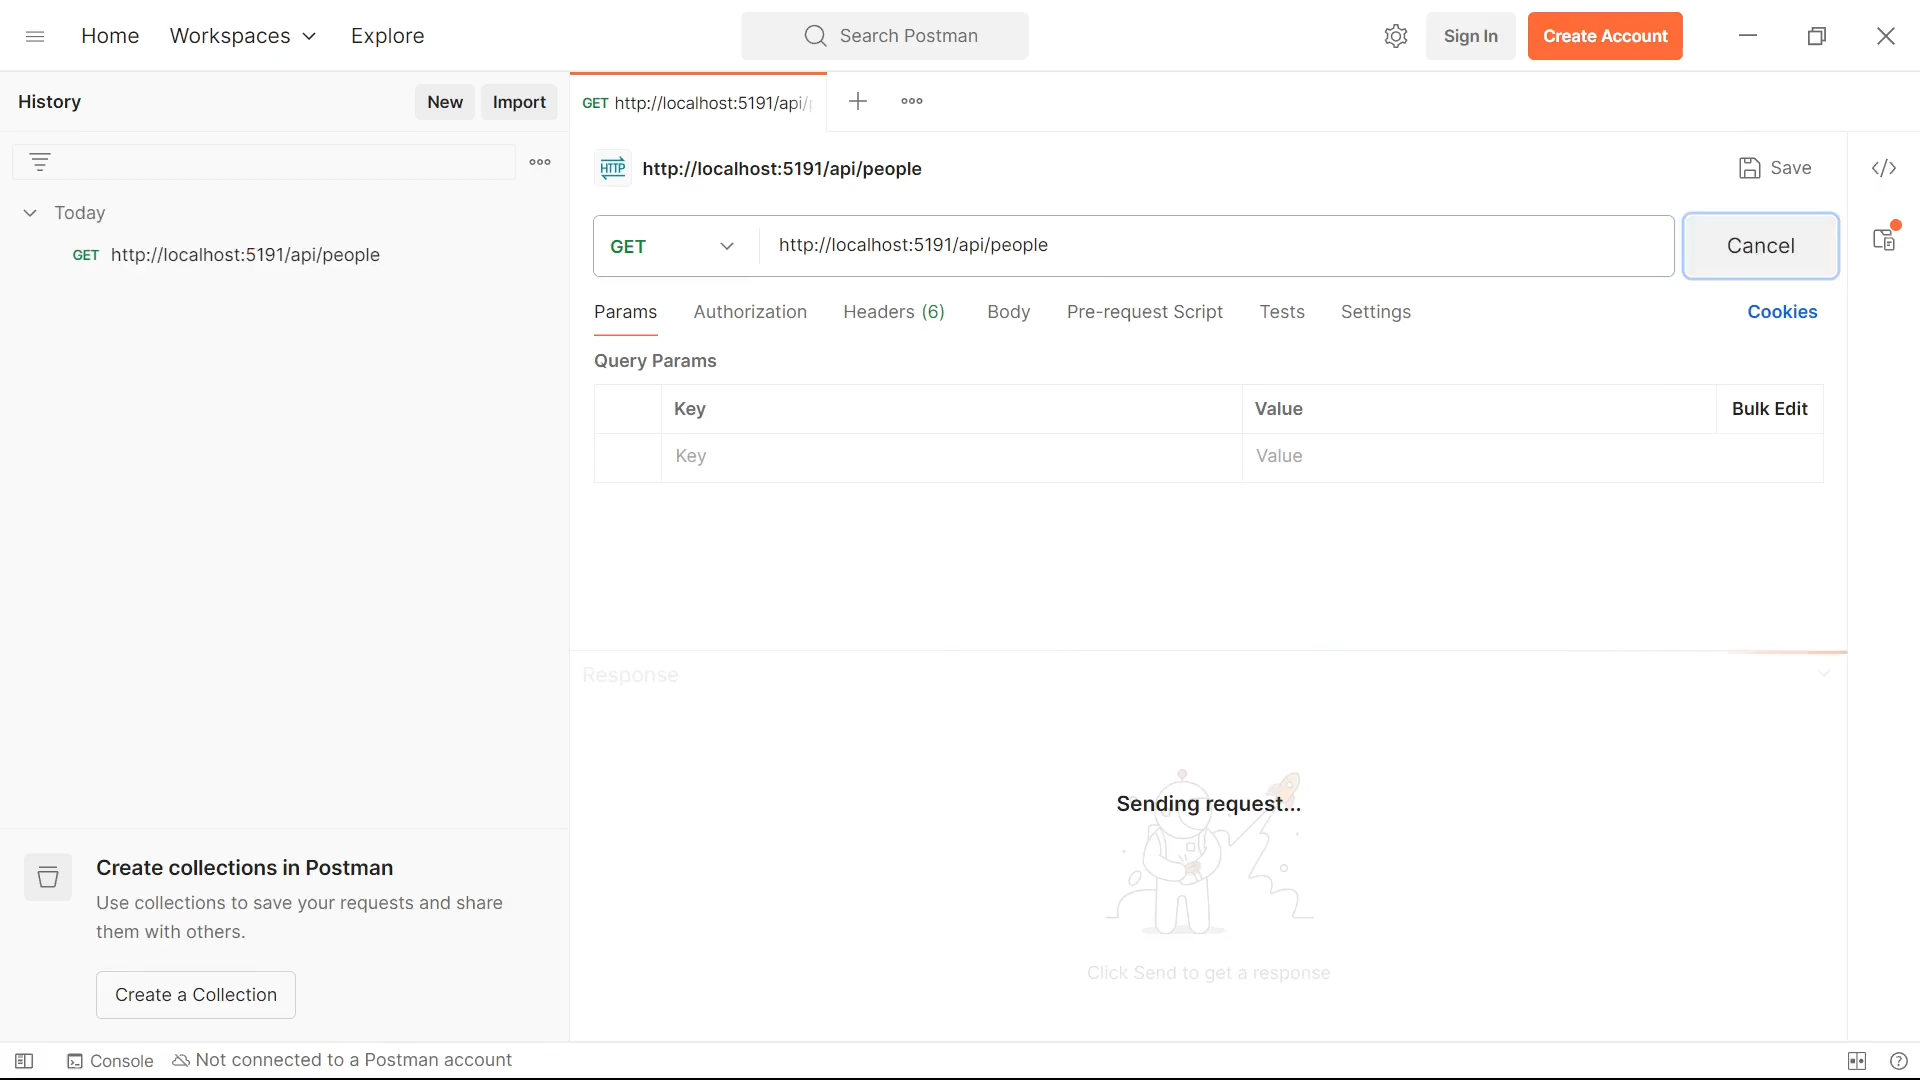 Home Workspaces Explore Search Postman Sign In Create Account
History New Import
GET http://localhost:5191/api/
HTTP http://localhost:5191/api/people Save
Today
GET http://localhost:5191/api/people
GET http://localhost:5191/api/people Cancel
Params Authorization Headers (6) Body Pre-request Script Tests Settings Cookies
Query Params
Key Value Bulk Edit
Key Value
Response
Sending request...
Click Send to get a response
Create collections in Postman
Use collections to save your requests and share
them with others.
Create a Collection
Console Not connected to a Postman account